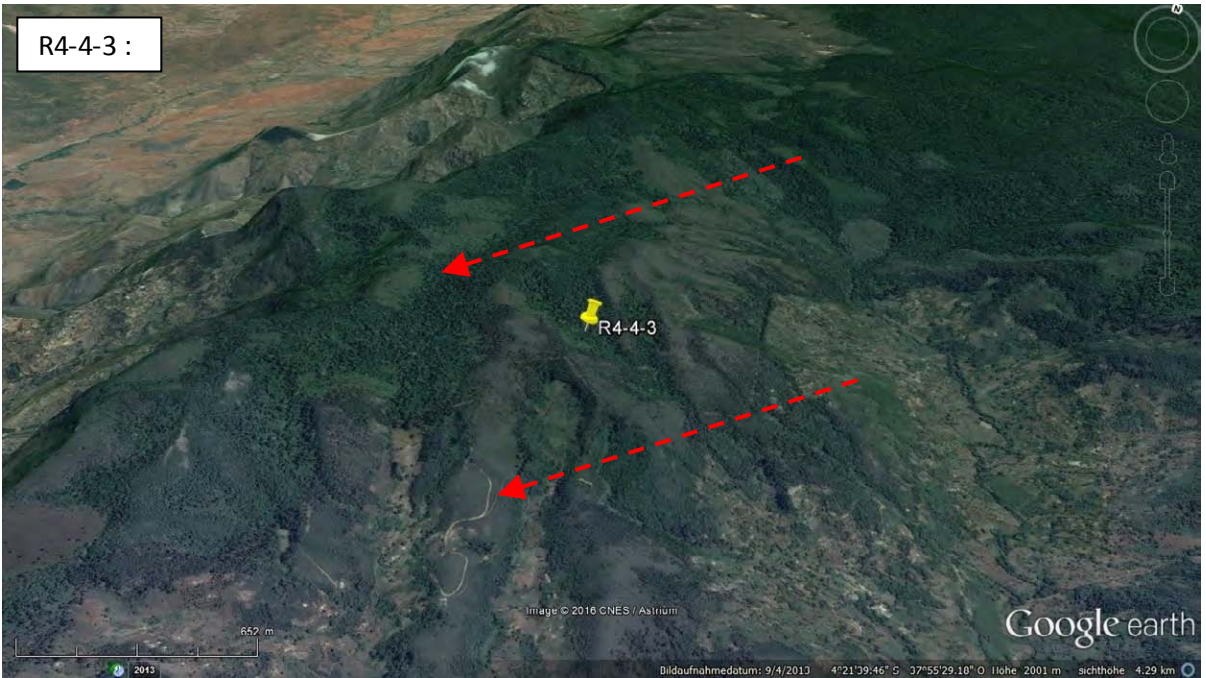 R4-4-3 :
N
R4-4-3
Image © 2016 CNES / Astrium
Google earth
652 m
2013
Bildaufnahmedatum: 9/4/2013 4°21'39.46" S 37°55'29.18" O Höhe 2001 m sichthöhe 4.29 km